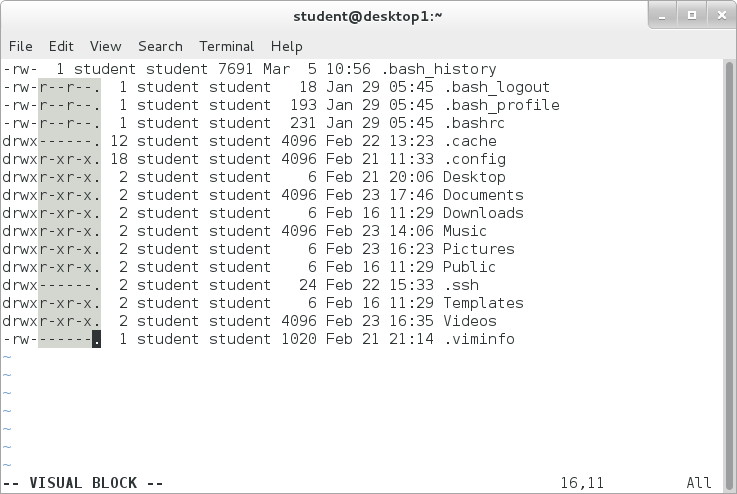 student@desktop1:~
File Edit View Search Terminal Help
-rw-  1 student student 7691 Mar  5 10:56 .bash_history
-rw-r--r--.  1 student student   18 Jan 29 05:45 .bash_logout
-rw-r--r--.  1 student student  193 Jan 29 05:45 .bash_profile
-rw-r--r--.  1 student student  231 Jan 29 05:45 .bashrc
drwx------. 12 student student 4096 Feb 22 13:23 .cache
drwxr-xr-x. 18 student student 4096 Feb 21 11:33 .config
drwxr-xr-x.  2 student student    6 Feb 21 20:06 Desktop
drwxr-xr-x.  2 student student 4096 Feb 23 17:46 Documents
drwxr-xr-x.  2 student student    6 Feb 16 11:29 Downloads
drwxr-xr-x.  2 student student 4096 Feb 23 14:06 Music
drwxr-xr-x.  2 student student    6 Feb 23 16:23 Pictures
drwxr-xr-x.  2 student student    6 Feb 16 11:29 Public
drwx------.  2 student student   24 Feb 22 15:33 .ssh
drwxr-xr-x.  2 student student    6 Feb 16 11:29 Templates
drwxr-xr-x.  2 student student 4096 Feb 23 16:35 Videos
-rw-------.  1 student student 1020 Feb 21 21:14 .viminfo
~
~
~
~
~
~
~
-- VISUAL BLOCK -- 16,11 All